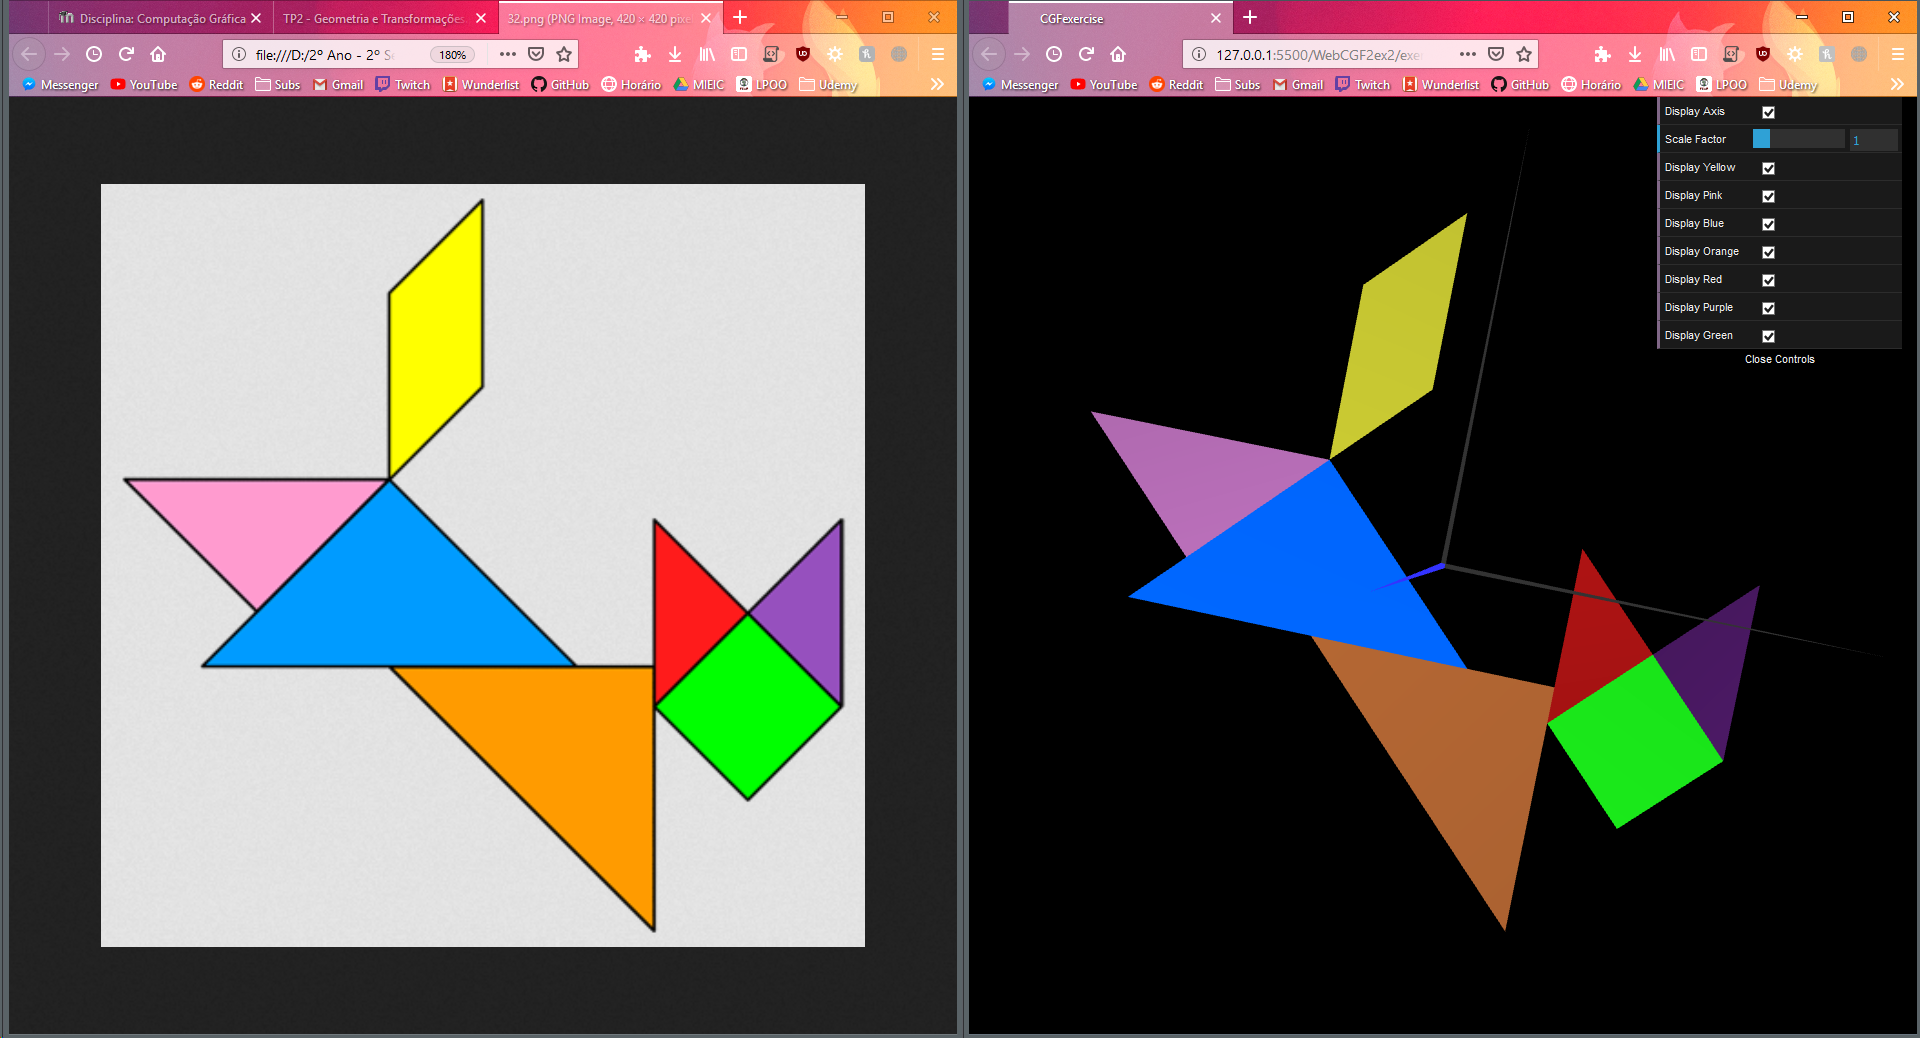 Disciplina: Computação Gráfica
TP2 - Geometria e Transformações
32.png (PNG Image, 420 × 420 pixe
file:///D:/2º Ano - 2º S
180%
Messenger YouTube Reddit Subs Gmail Twitch Wunderlist GitHub Horário MIEIC LPOO Udemy
CGFexercise
127.0.0.1:5500/WebCGF2ex2/exe
Messenger YouTube Reddit Subs Gmail Twitch Wunderlist GitHub Horário MIEIC LPOO Udemy
Display Axis
Scale Factor 1
Display Yellow
Display Pink
Display Blue
Display Orange
Display Red
Display Purple
Display Green
Close Controls